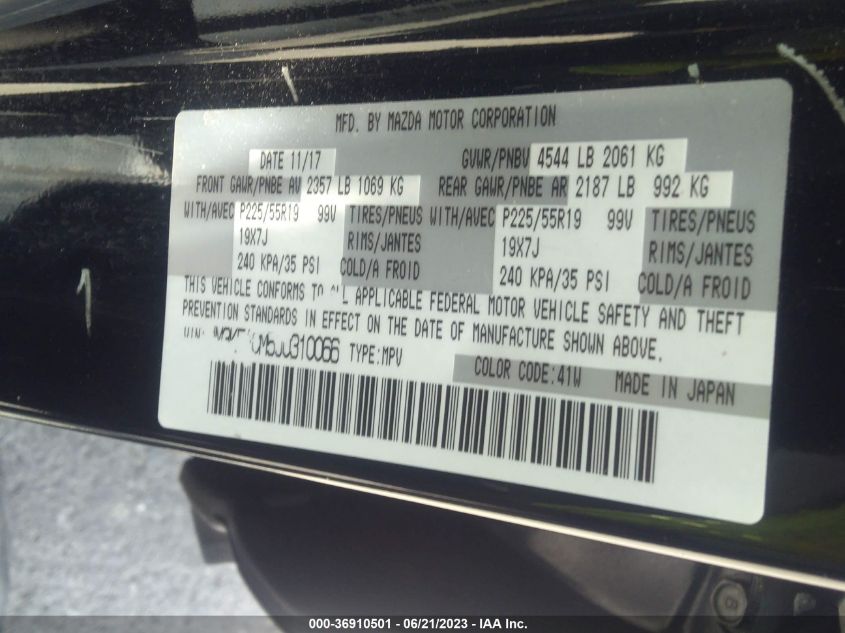 MFD. BY MAZDA MOTOR CORPORATION
DATE 11/17 GVWR/PNBV 4544 LB 2061 KG
FRONT GAWR/PNBE AV 2357 LB 1069 KG REAR GAWR/PNBE AR 2187 LB 992 KG
WITH/AVEC P225/55R19 99V TIRES/PNEUS WITH/AVEC P225/55R19 99V TIRES/PNEUS
19X7J RIMS/JANTES 19X7J RIMS/JANTES
240 KPA/35 PSI COLD/A FROID 240 KPA/35 PSI COLD/A FROID
THIS VEHICLE CONFORMS TO ALL APPLICABLE FEDERAL MOTOR VEHICLE SAFETY AND THEFT
PREVENTION STANDARDS IN EFFECT ON THE DATE OF MANUFACTURE SHOWN ABOVE.
VIN: TYPE:MPV COLOR CODE:41W MADE IN JAPAN
1
000-36910501 - 06/21/2023 - IAA Inc.